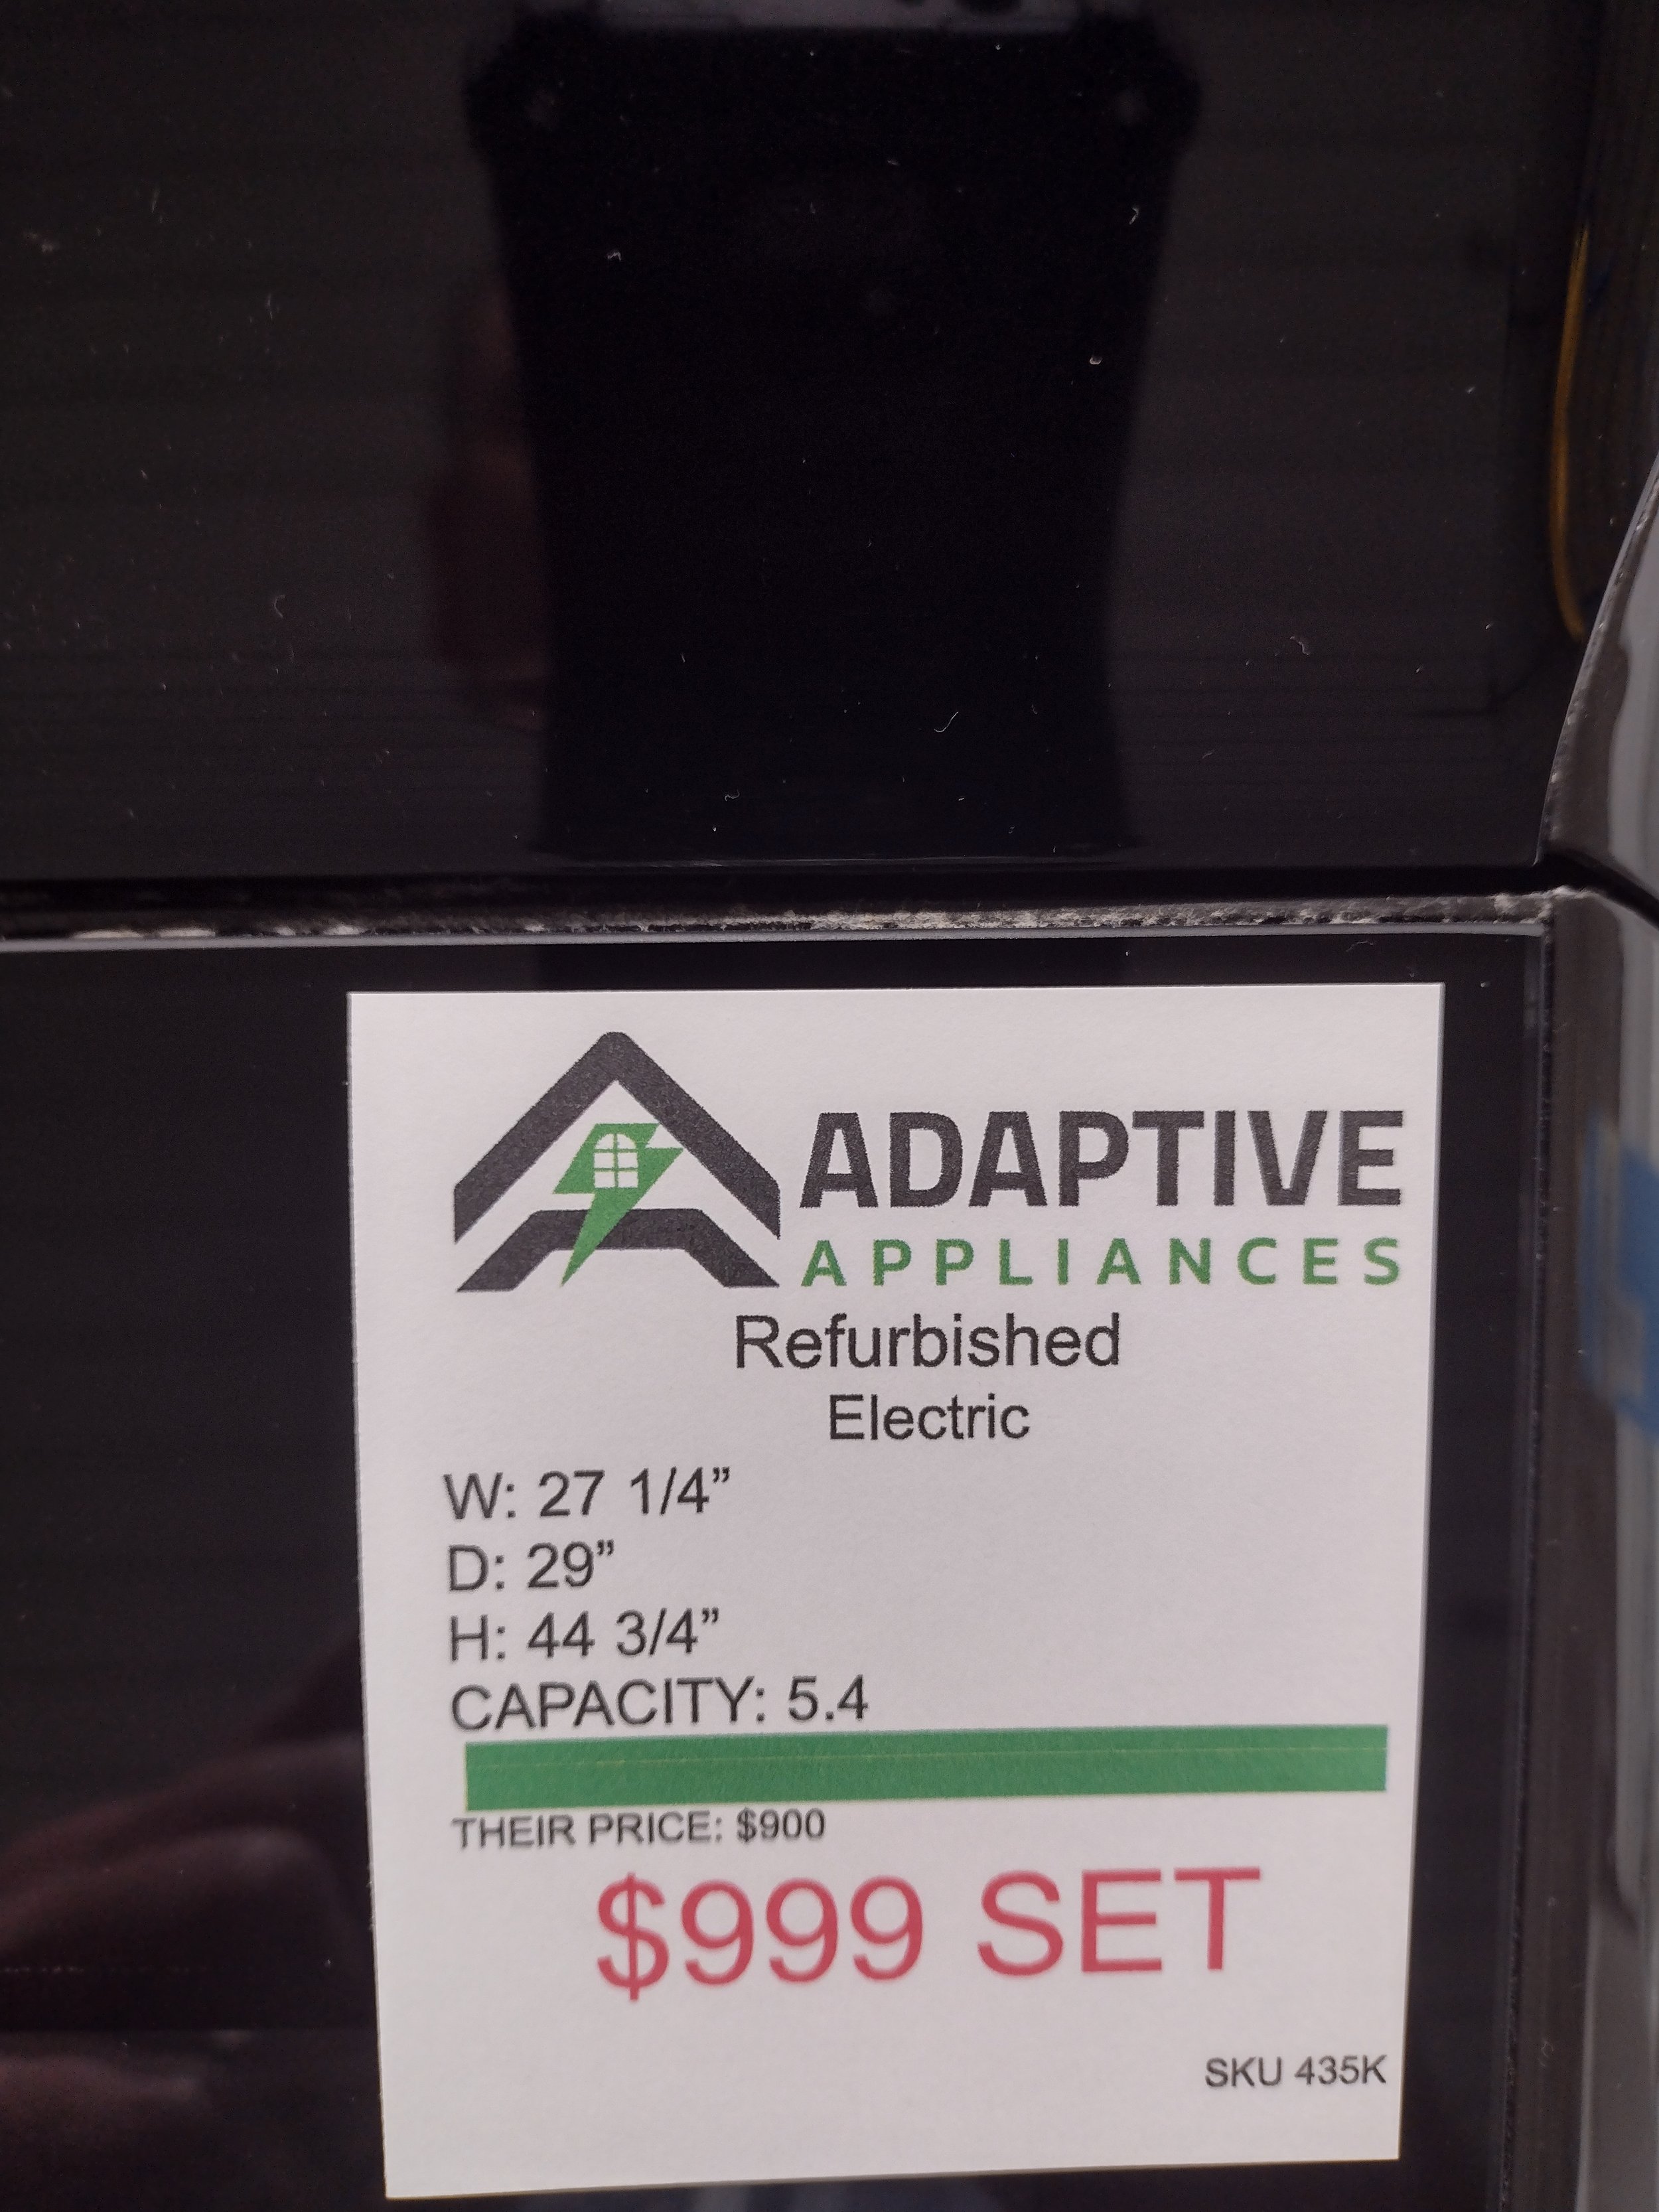 ADAPTIVE
APPLIANCES
Refurbished
Electric
W: 27 1/4”
D: 29”
H: 44 3/4”
CAPACITY: 5.4
THEIR PRICE: $900
$999 SET
SKU 435K